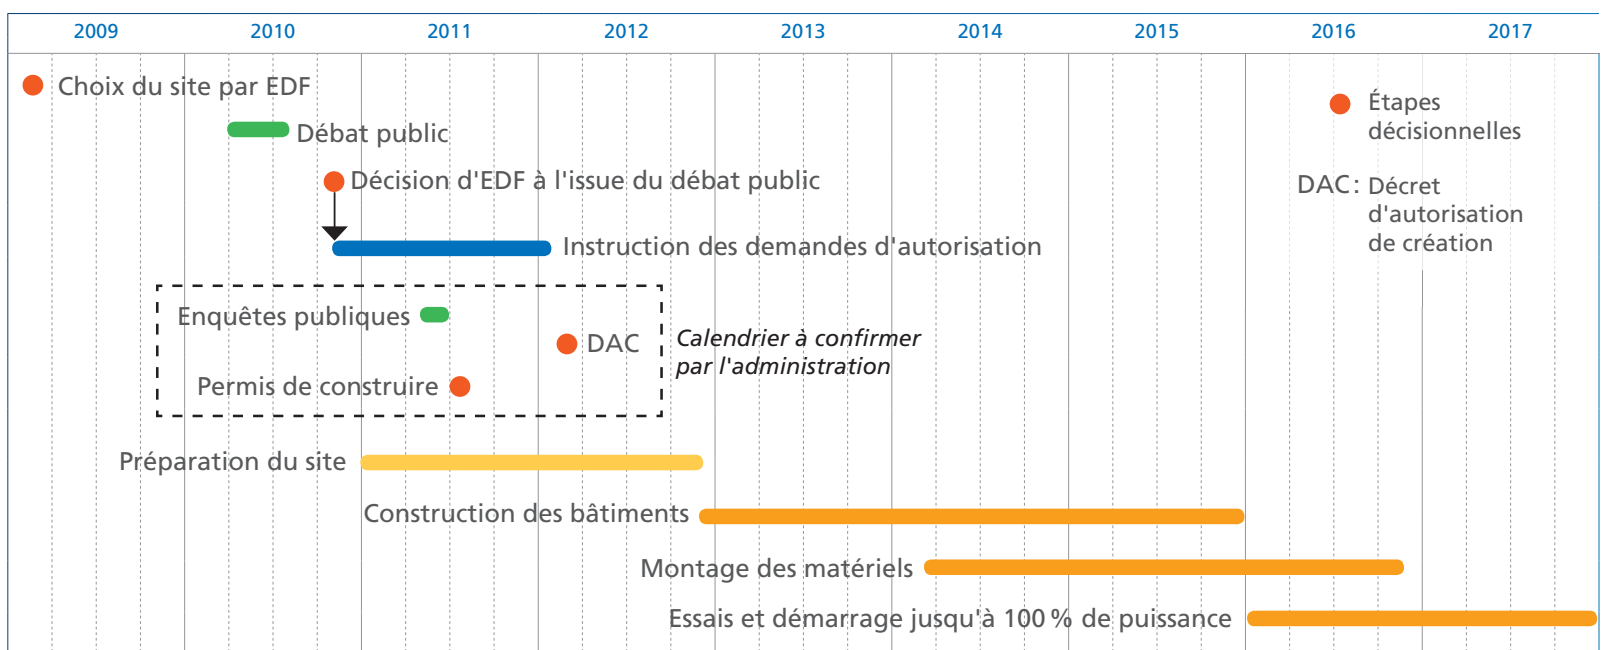 2009 2010 2011 2012 2013 2014 2015 2016 2017
Choix du site par EDF
Étapes
décisionnelles
Débat public
Décision d'EDF à l'issue du débat public
DAC : Décret
d'autorisation
de création
Instruction des demandes d'autorisation
Enquêtes publiques
DAC
Calendrier à confirmer
par l'administration
Permis de construire
Préparation du site
Construction des bâtiments
Montage des matériels
Essais et démarrage jusqu'à 100 % de puissance